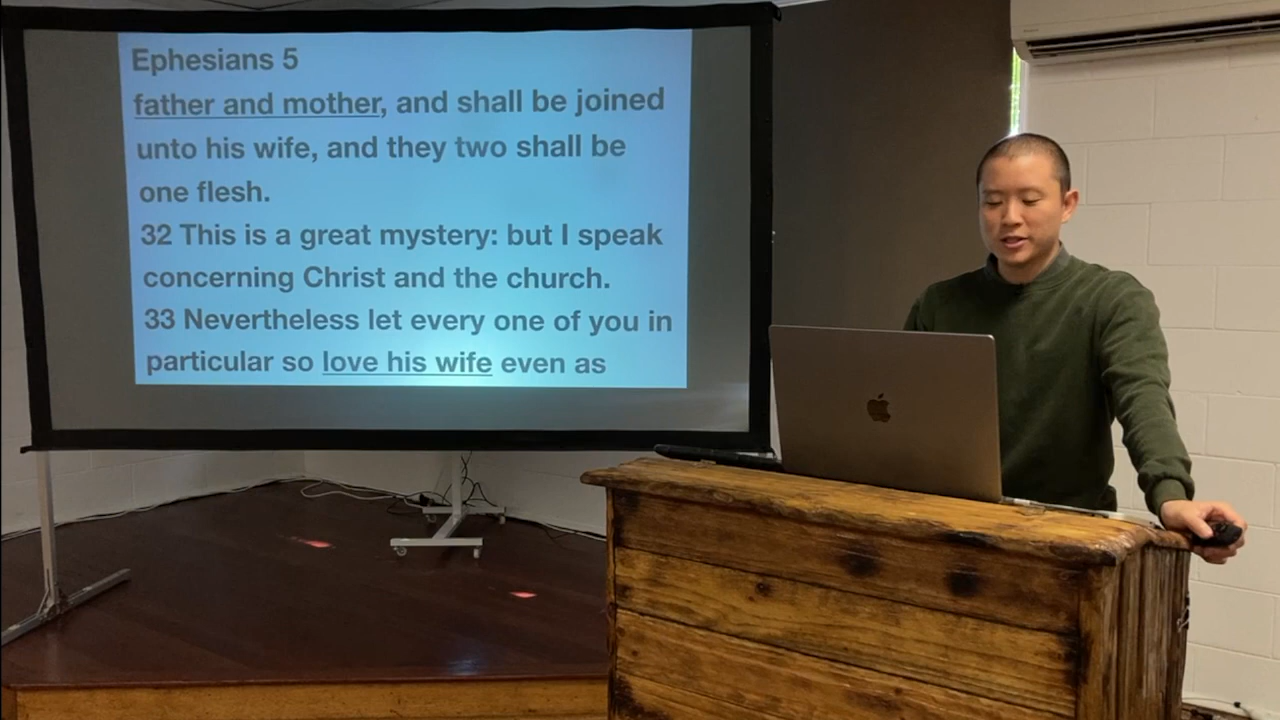 Ephesians 5
father and mother, and shall be joined
unto his wife, and they two shall be
one flesh.
32 This is a great mystery: but I speak
concerning Christ and the church.
33 Nevertheless let every one of you in
particular so love his wife even as